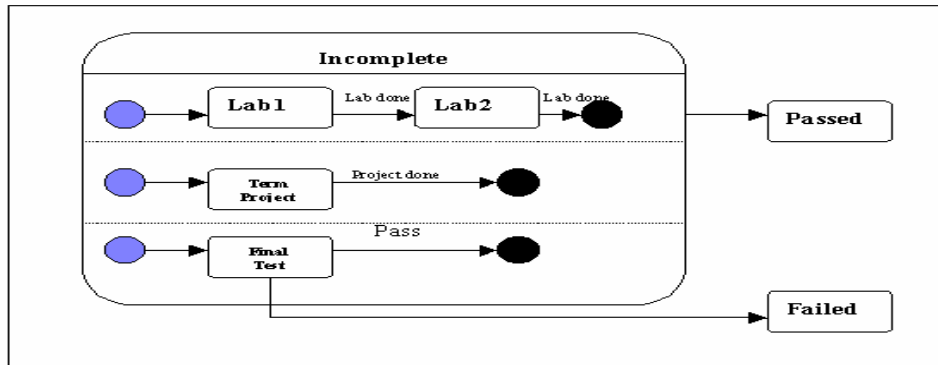 Incomplete
Lab1
Lab done
Lab2
Lab done
Passed
Term
Project
Project done
Final
Test
Pass
Failed